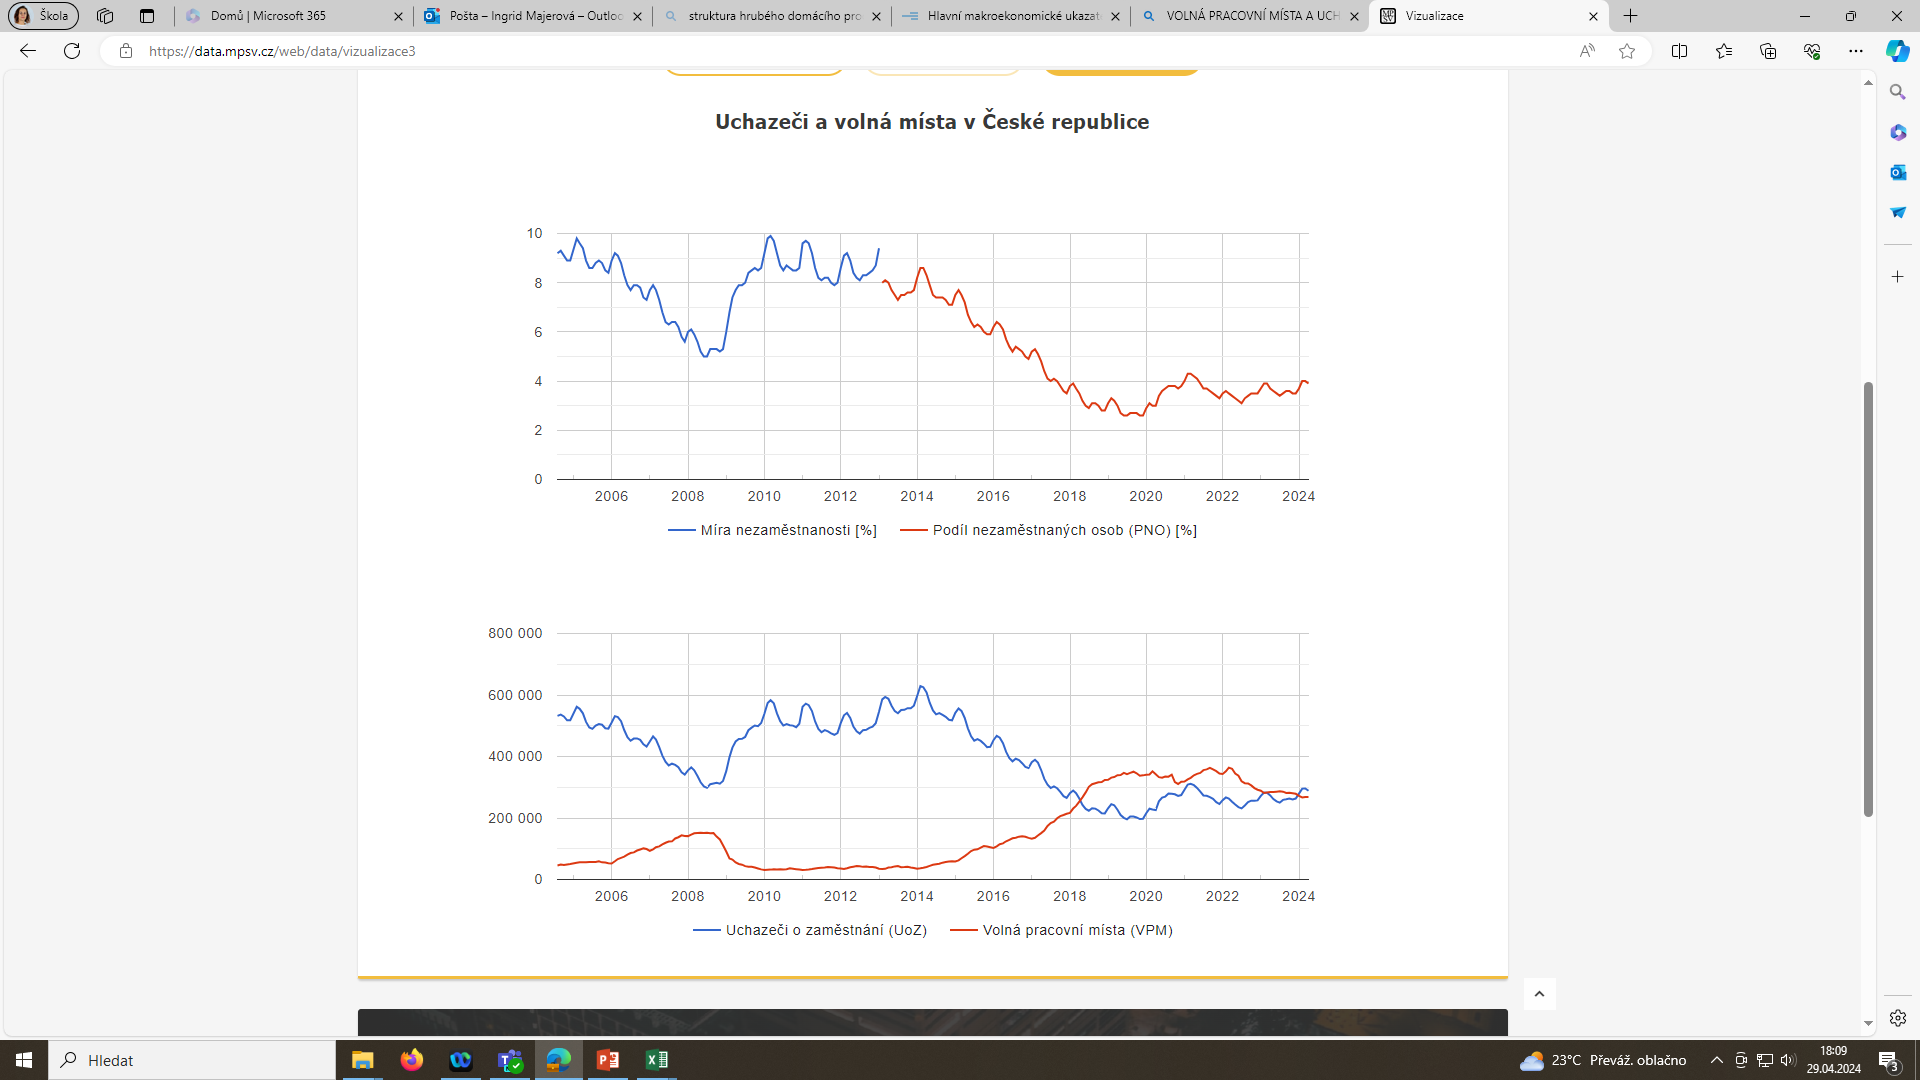 Škola
Domů | Microsoft 365
Pošta – Ingrid Majerová – Outloo
struktura hrubého domácího pro
Hlavní makroekonomické ukazat
VOLNÁ PRACOVNÍ MÍSTA A UCH
Vizualizace
https://data.mpsv.cz/web/data/vizualizace3
Uchazeči a volná místa v České republice
10
8
6
4
2
0
2006 2008 2010 2012 2014 2016 2018 2020 2022 2024
Míra nezaměstnanosti [%] Podíl nezaměstnaných osob (PNO) [%]
800 000
600 000
400 000
200 000
0
2006 2008 2010 2012 2014 2016 2018 2020 2022 2024
Uchazeči o zaměstnání (UoZ) Volná pracovní místa (VPM)
Hledat
23°C Převáž. oblačno
18:09
29.04.2024
3